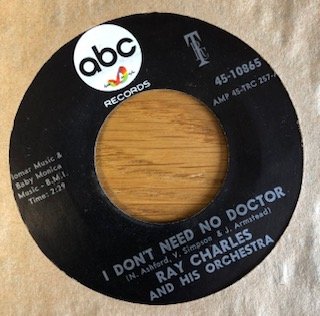 abc
RECORDS
45-10865
AMP 45-TRC 257-
Baby Monica
Music - B.M.I.
Time: 2:29
I DON'T NEED NO DOCTOR
(N. Ashford, V. Simpson & J. Armstead)
RAY CHARLES
AND HIS ORCHESTRA